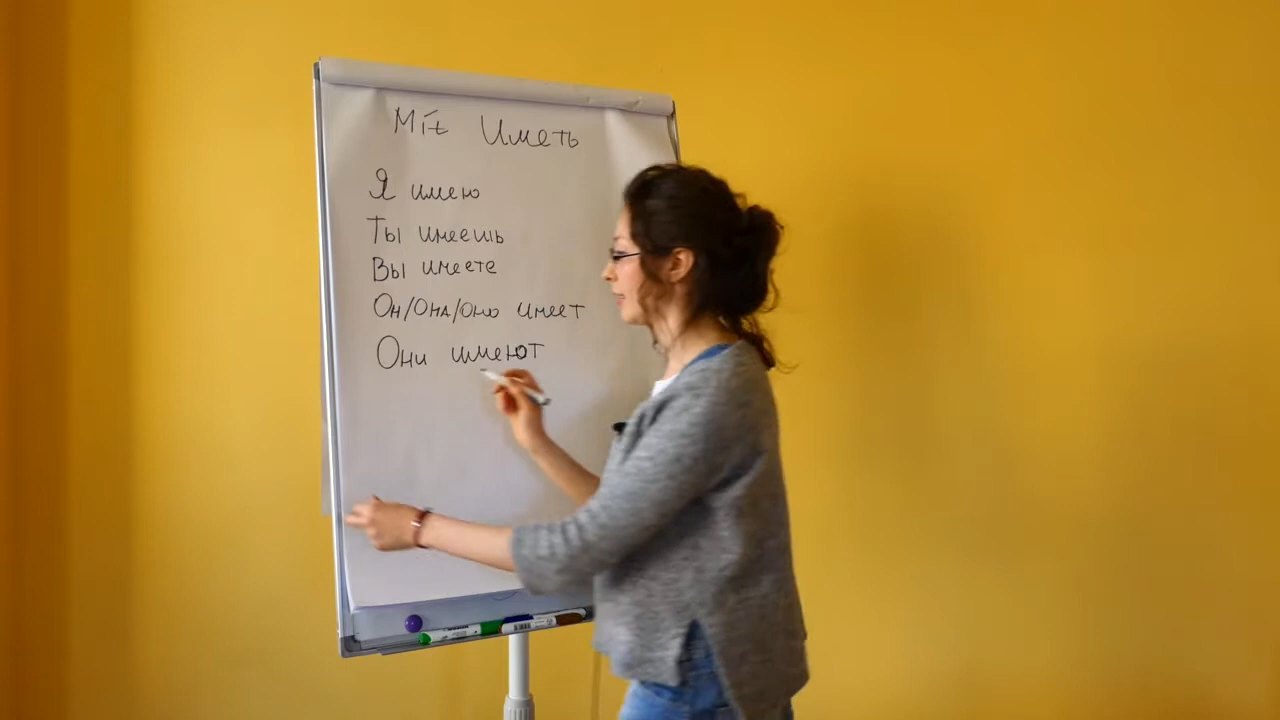 Mít Иметь
Я имею
Ты имеешь
Вы имеете
Он/она/оно имеет
Они имеют